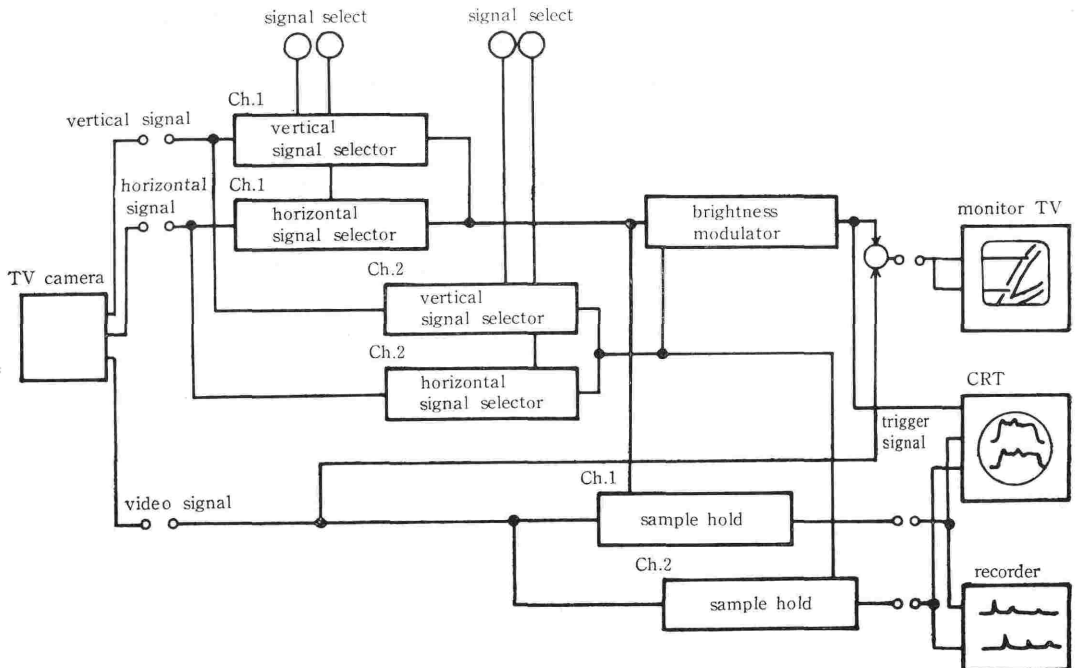 signal select
signal select
Ch.1
vertical signal
vertical
signal selector
horizontal
signal
Ch.1
horizontal
signal selector
brightness
modulator
monitor TV
TV camera
Ch.2
vertical
signal selector
Ch.2
horizontal
signal selector
CRT
trigger
signal
video signal
Ch.1
sample hold
Ch.2
sample hold
recorder